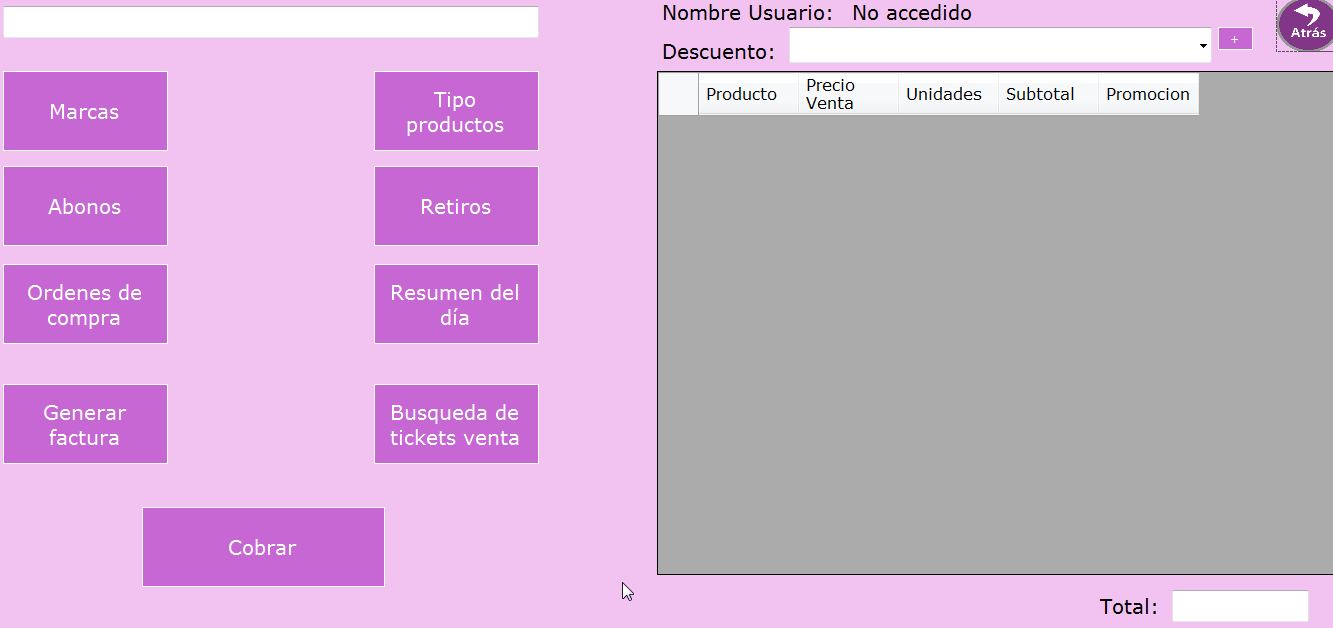 Nombre Usuario: No accedido
Atrás
Descuento:
+
Marcas
Tipo
productos
Abonos
Retiros
Ordenes de
compra
Resumen del
día
Generar
factura
Busqueda de
tickets venta
Cobrar
Producto
Precio
Venta
Unidades
Subtotal
Promocion
Total: